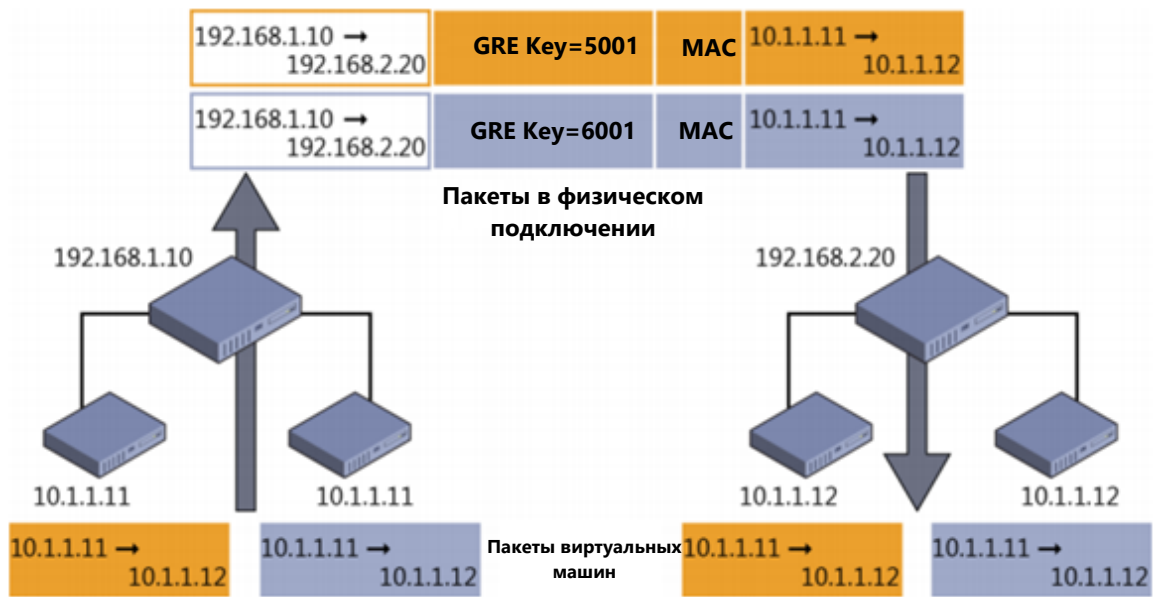 192.168.1.10 → GRE Key=5001 MAC 10.1.1.11 →
192.168.2.20 10.1.1.12
192.168.1.10 → GRE Key=6001 MAC 10.1.1.11 →
192.168.2.20 10.1.1.12
Пакеты в физическом
подключении
192.168.1.10 192.168.2.20
10.1.1.11 10.1.1.11 10.1.1.12 10.1.1.12
10.1.1.11 → 10.1.1.11 → Пакеты виртуальных 10.1.1.11 → 10.1.1.11 →
10.1.1.12 10.1.1.12 машин 10.1.1.12 10.1.1.12